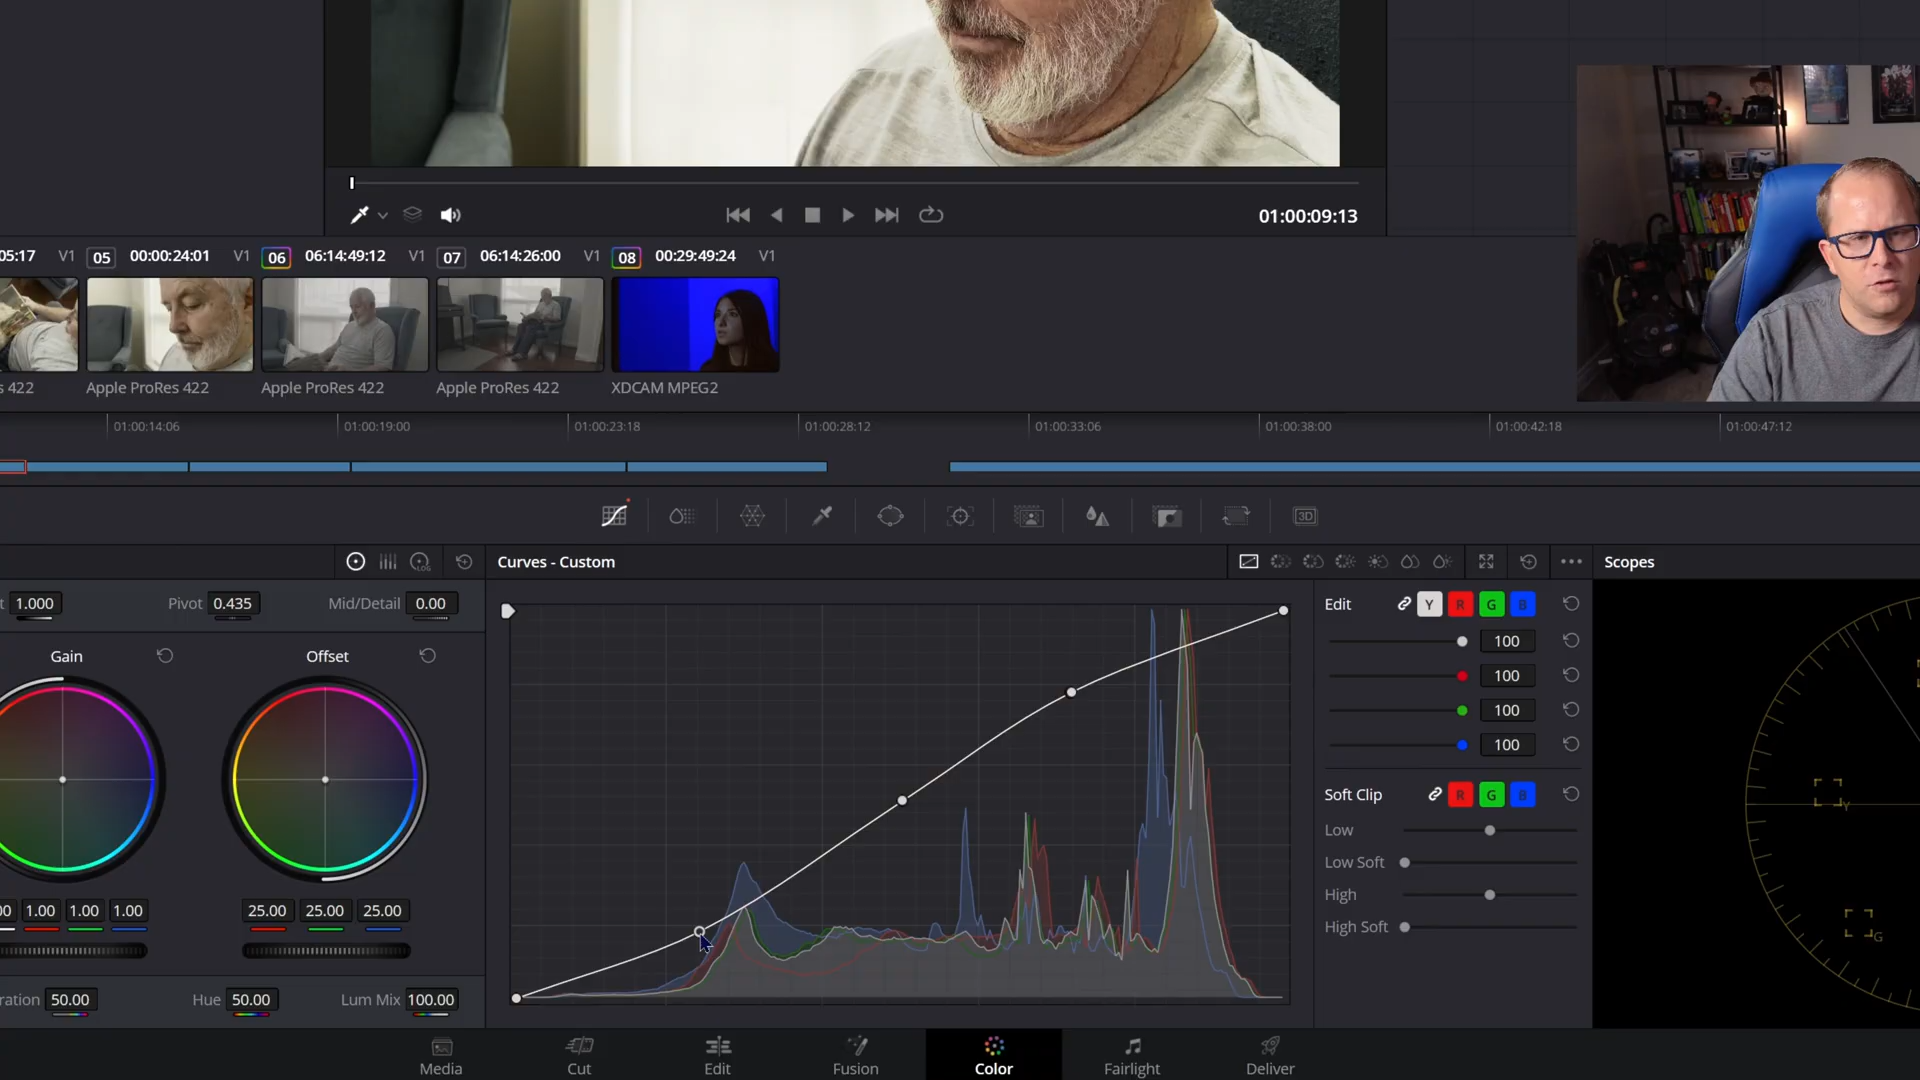 01:00:09:13
05:17 V1 05 00:00:24:01 V1 06 06:14:49:12 V1 07 06:14:26:00 V1 08 00:29:49:24 V1
s 422 Apple ProRes 422 Apple ProRes 422 Apple ProRes 422 XDCAM MPEG2
01:00:14:06 01:00:19:00 01:00:23:18 01:00:28:12 01:00:33:06 01:00:38:00 01:00:42:18 01:00:47:12
3D
LOG
Curves - Custom
Scopes
t 1.000 Pivot 0.435 Mid/Detail 0.00
Gain Offset
00 1.00 1.00 1.00 25.00 25.00 25.00
ration 50.00 Hue 50.00 Lum Mix 100.00
Edit Y R G B
100
100
100
100
Soft Clip R G B
Low
Low Soft
High
High Soft
Y
G
Media Cut Edit Fusion Color Fairlight Deliver